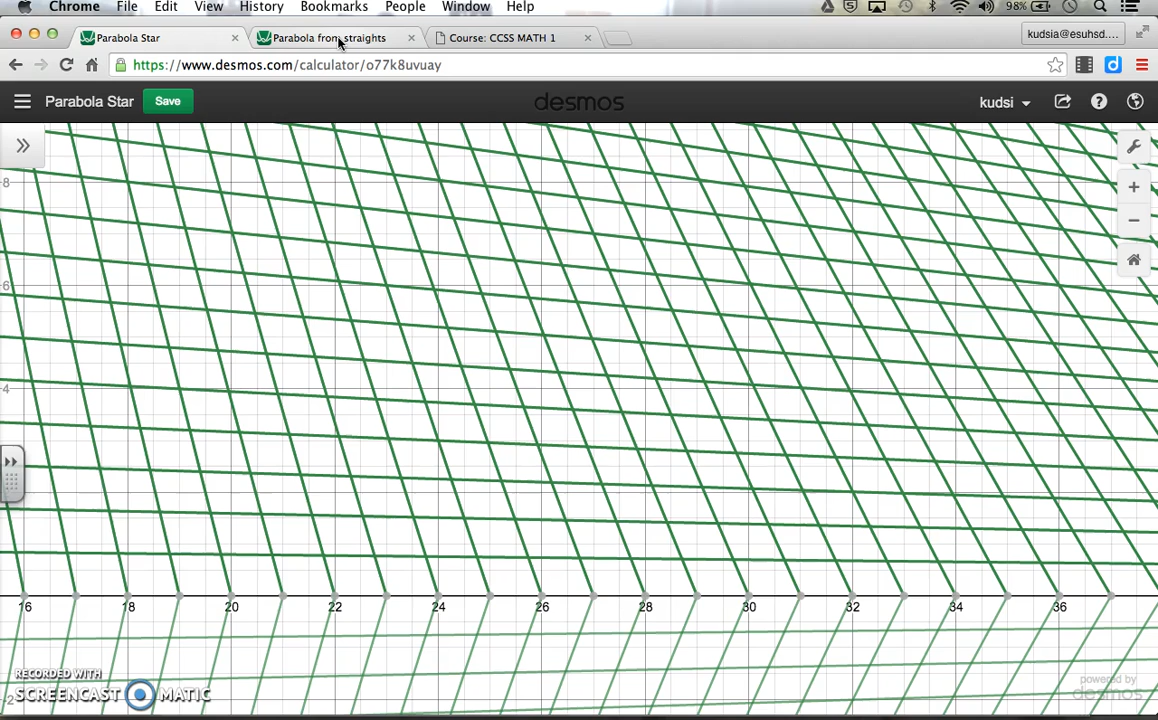 Chrome File Edit View History Bookmarks People Window Help 98%
Parabola Star Parabola from straights Course: CCSS MATH 1 kudsia@esuhsd....
https://www.desmos.com/calculator/o77k8uvuay
Parabola Star Save desmos kudsi
8
6
4
16 18 20 22 24 26 28 30 32 34 36
RECORDED WITH
SCREENCAST MATIC
powered by
desmos
-2